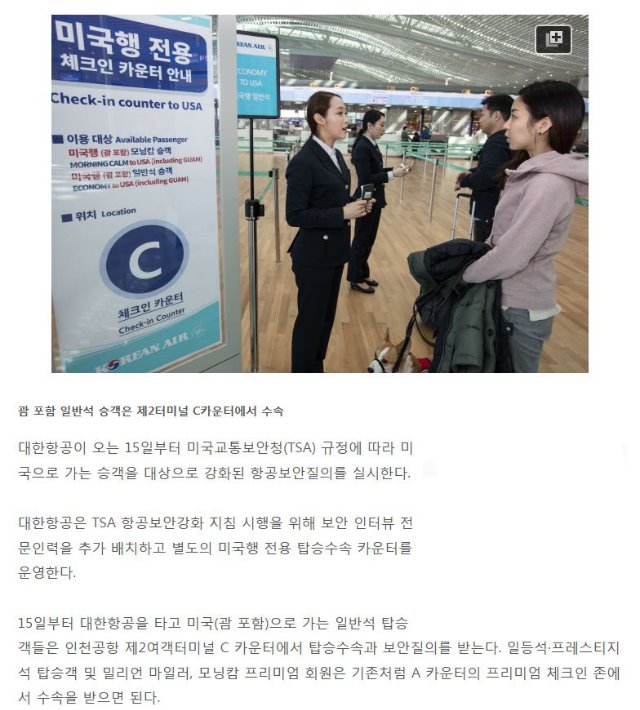 미국행 전용
체크인 카운터 안내
Check-in counter to USA
이용 대상 Available Passenger
미국행 (괌 포함) 모닝캄 승객
MORNING CALM to USA (including GUAM)
미국행 (괌 포함) 일반석 승객
ECONOMY to USA (including GUAM)
위치 Location
C
체크인 카운터
Check-in Counter
KOREAN AIR
KOREAN AIR
ECONOMY
TO USA
미국행 일반석
괌 포함 일반석 승객은 제2터미널 C카운터에서 수속
대한항공이 오는 15일부터 미국교통보안청(TSA) 규정에 따라 미
국으로 가는 승객을 대상으로 강화된 항공보안질의를 실시한다.
대한항공은 TSA 항공보안강화 지침 시행을 위해 보안 인터뷰 전
문인력을 추가 배치하고 별도의 미국행 전용 탑승수속 카운터를
운영한다.
15일부터 대한항공을 타고 미국(괌 포함)으로 가는 일반석 탑승
객들은 인천공항 제2여객터미널 C 카운터에서 탑승수속과 보안질의를 받는다. 일등석·프레스티지
석 탑승객 및 밀리언 마일러, 모닝캄 프리미엄 회원은 기존처럼 A 카운터의 프리미엄 체크인 존에
서 수속을 받으면 된다.